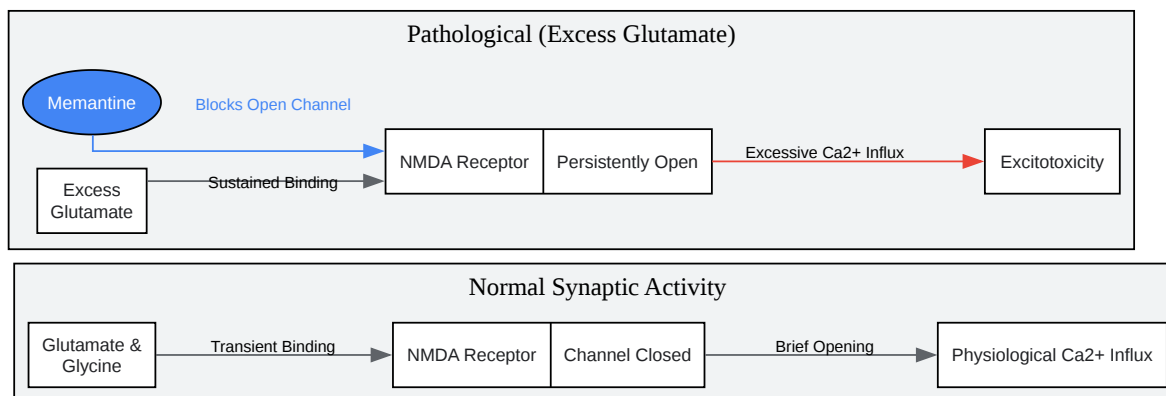 Pathological (Excess Glutamate)
Memantine
Blocks Open Channel
NMDA Receptor
Persistently Open
Excessive Ca2+ Influx
Excitotoxicity
Excess
Glutamate
Sustained Binding
Normal Synaptic Activity
Glutamate &
Glycine
Transient Binding
NMDA Receptor
Channel Closed
Brief Opening
Physiological Ca2+ Influx